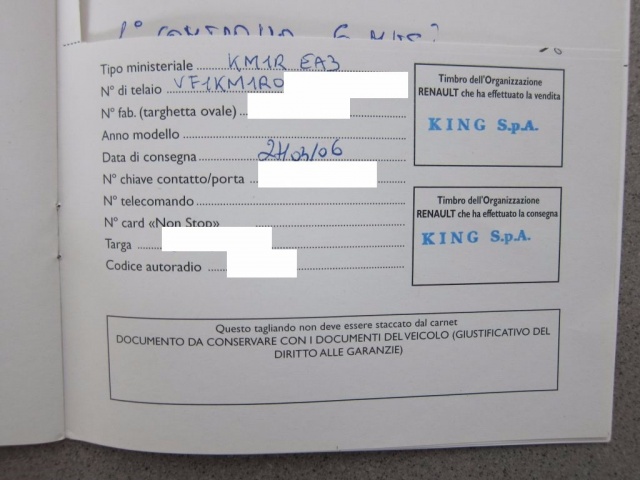 Tipo ministeriale KM1R EA3
N° di telaio VF1KM1R0
N° fab. (targhetta ovale)
Anno modello
Data di consegna
N° chiave contatto/porta
N° telecomando
N° card «Non Stop»
Targa
Codice autoradio
Timbro dell'Organizzazione
RENAULT che ha effettuato la vendita
KING S.p.A.
Timbro dell'Organizzazione
RENAULT che ha effettuato la consegna
KING S.p.A.
Questo tagliando non deve essere staccato dal carnet
DOCUMENTO DA CONSERVARE CON I DOCUMENTI DEL VEICOLO (GIUSTIFICATIVO DEL
DIRITTO ALLE GARANZIE)